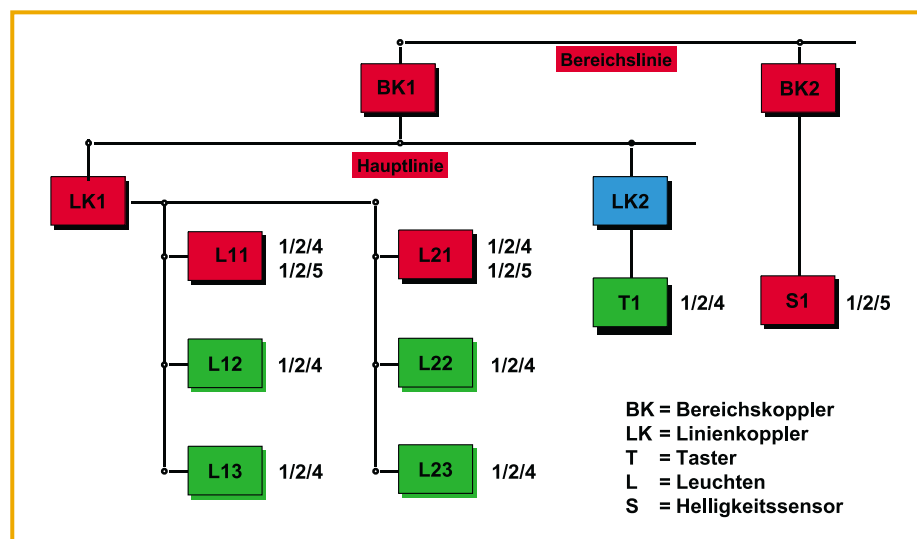 Bereichslinie
BK1
BK2
Hauptlinie
LK1
LK2
L11
1/2/4
1/2/5
L21
1/2/4
1/2/5
T1
1/2/4
S1
1/2/5
L12
1/2/4
L22
1/2/4
L13
1/2/4
L23
1/2/4
BK = Bereichskoppler
LK = Linienkoppler
T = Taster
L = Leuchten
S = Helligkeitssensor